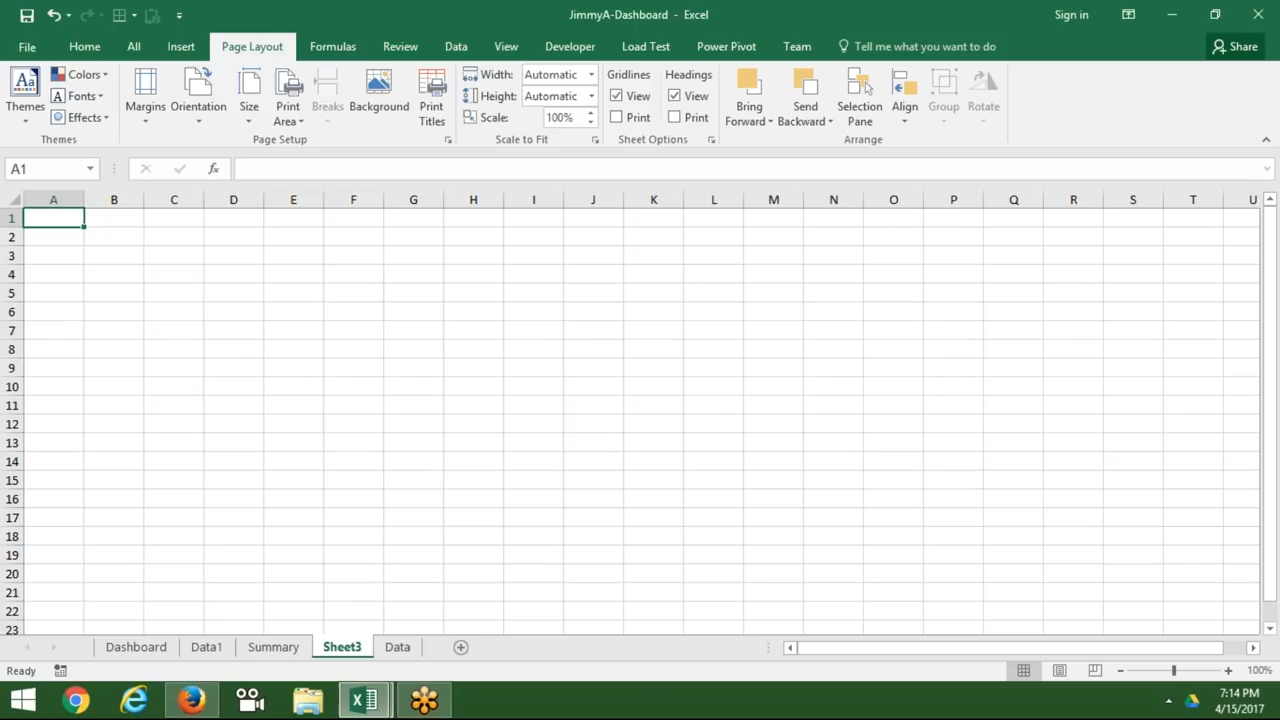 JimmyA-Dashboard - Excel
Sign in
File Home All Insert Page Layout Formulas Review Data View Developer Load Test Power Pivot Team Tell me what you want to do Share
Themes Colors Fonts Effects
Margins Orientation Size Print Area Breaks Background Print Titles
Width: Automatic
Height: Automatic
Scale: 100%
Gridlines View Print
Headings View Print
Bring Forward Send Backward Selection Pane Align Group Rotate
Themes Page Setup Scale to Fit Sheet Options Arrange
A1 fx
A B C D E F G H I J K L M N O P Q R S T U
1
2
3
4
5
6
7
8
9
10
11
12
13
14
15
16
17
18
19
20
21
22
23
Dashboard Data1 Summary Sheet3 Data
Ready 100%
7:14 PM
4/15/2017